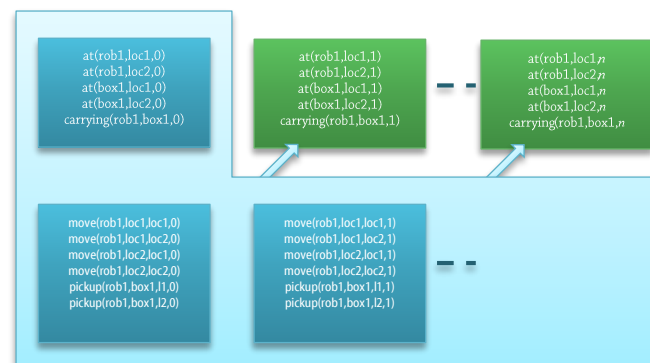 at(rob1,loc1,0)
at(rob1,loc2,0)
at(box1,loc1,0)
at(box1,loc2,0)
carrying(rob1,box1,0)
at(rob1,loc1,1)
at(rob1,loc2,1)
at(box1,loc1,1)
at(box1,loc2,1)
carrying(rob1,box1,1)
at(rob1,loc1,n
at(rob1,loc2,n
at(box1,loc1,n
at(box1,loc2,n
carrying(rob1,box1,n
move(rob1,loc1,loc1,0)
move(rob1,loc1,loc2,0)
move(rob1,loc2,loc1,0)
move(rob1,loc2,loc2,0)
pickup(rob1,box1,l1,0)
pickup(rob1,box1,l2,0)
move(rob1,loc1,loc1,1)
move(rob1,loc1,loc2,1)
move(rob1,loc2,loc1,1)
move(rob1,loc2,loc2,1)
pickup(rob1,box1,l1,1)
pickup(rob1,box1,l2,1)